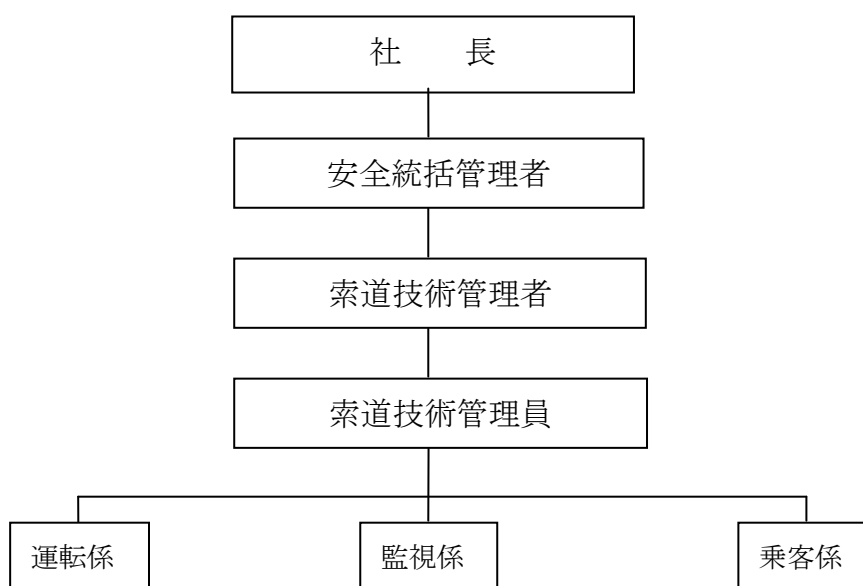 社　　長
安全統括管理者
索道技術管理者
索道技術管理員
運転係
監視係
乗客係